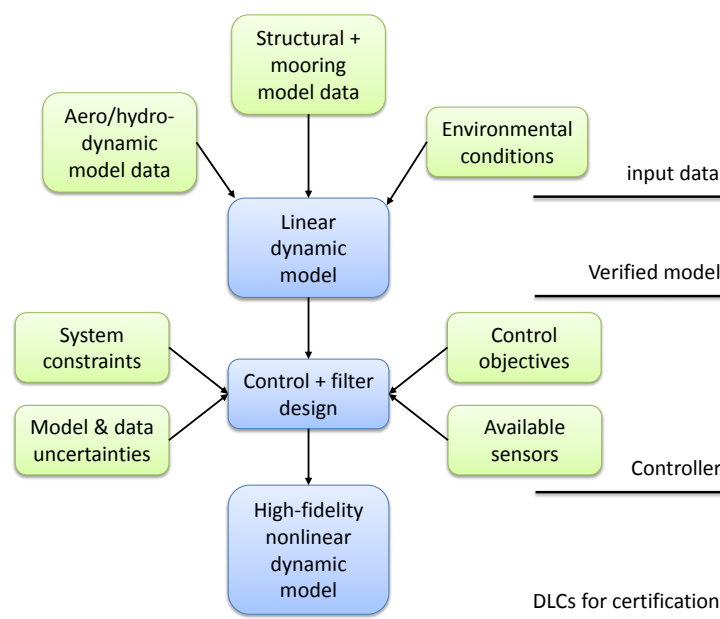 Structural +
mooring
model data
Aero/hydro-
dynamic
model data
Environmental
conditions
input data
Linear
dynamic
model
Verified model
System
constraints
Control
objectives
Control + filter
design
Model & data
uncertainties
Available
sensors
Controller
High-fidelity
nonlinear
dynamic
model
DLCs for certification